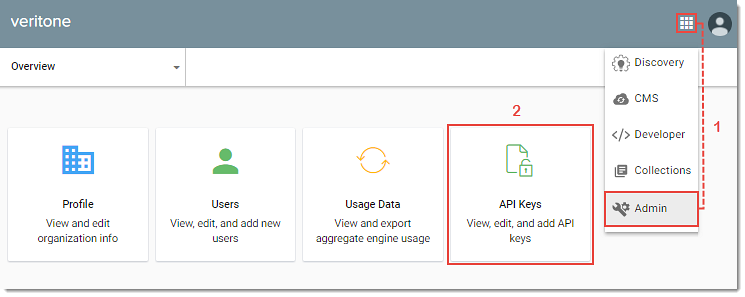 veritone
Overview
Discovery
CMS
Developer
Collections
Admin
1
2
Profile
View and edit
organization info
Users
View, edit, and add new
users
Usage Data
View and export
aggregate engine usage
API Keys
View, edit, and add API
keys